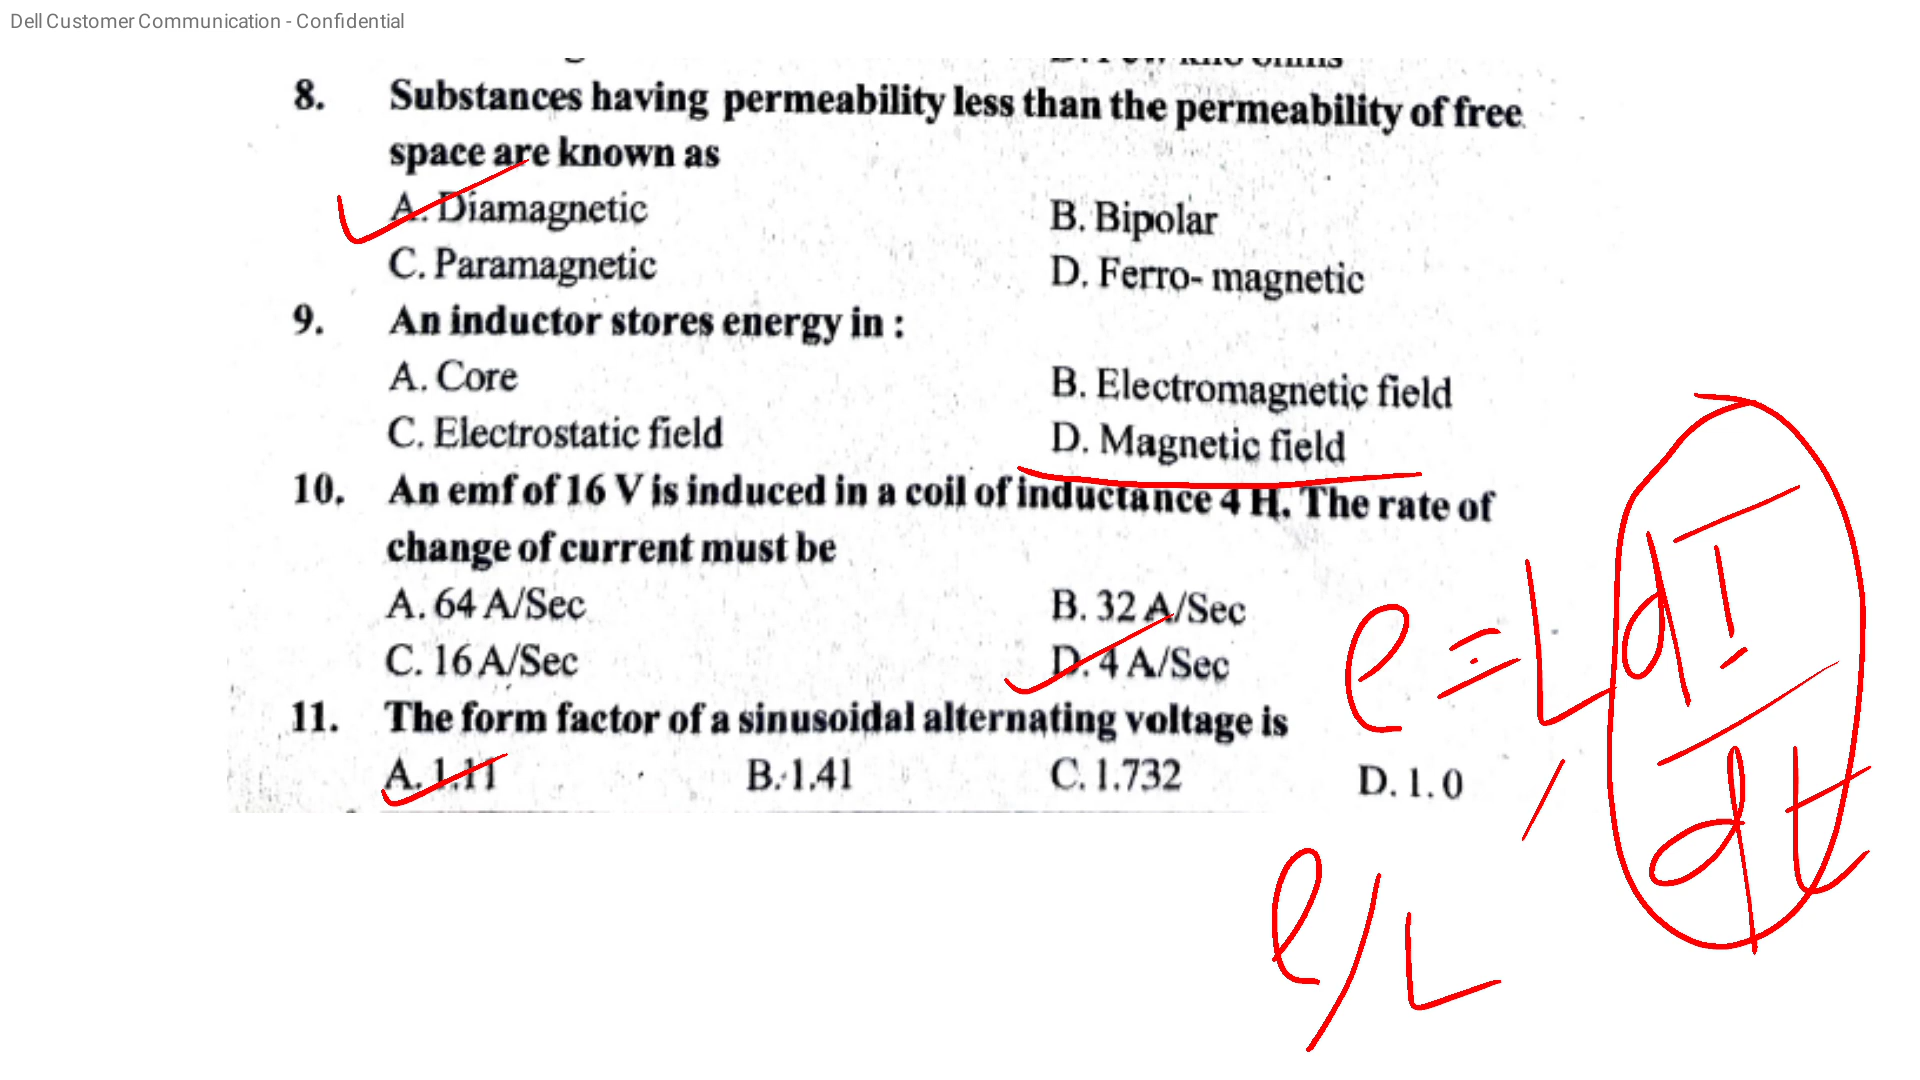 Dell Customer Communication - Confidential
8. Substances having permeability less than the permeability of free
space are known as
A. Diamagnetic B. Bipolar
C. Paramagnetic D. Ferro- magnetic
9. An inductor stores energy in :
A. Core B. Electromagnetic field
C. Electrostatic field D. Magnetic field
10. An emf of 16 V is induced in a coil of inductance 4 H. The rate of
change of current must be
A. 64 A/Sec B. 32 A/Sec
C. 16 A/Sec D. 4 A/Sec
e = L dI/dt
11. The form factor of a sinusoidal alternating voltage is
A. 1.11 B. 1.41 C. 1.732 D. 1.0
e/L